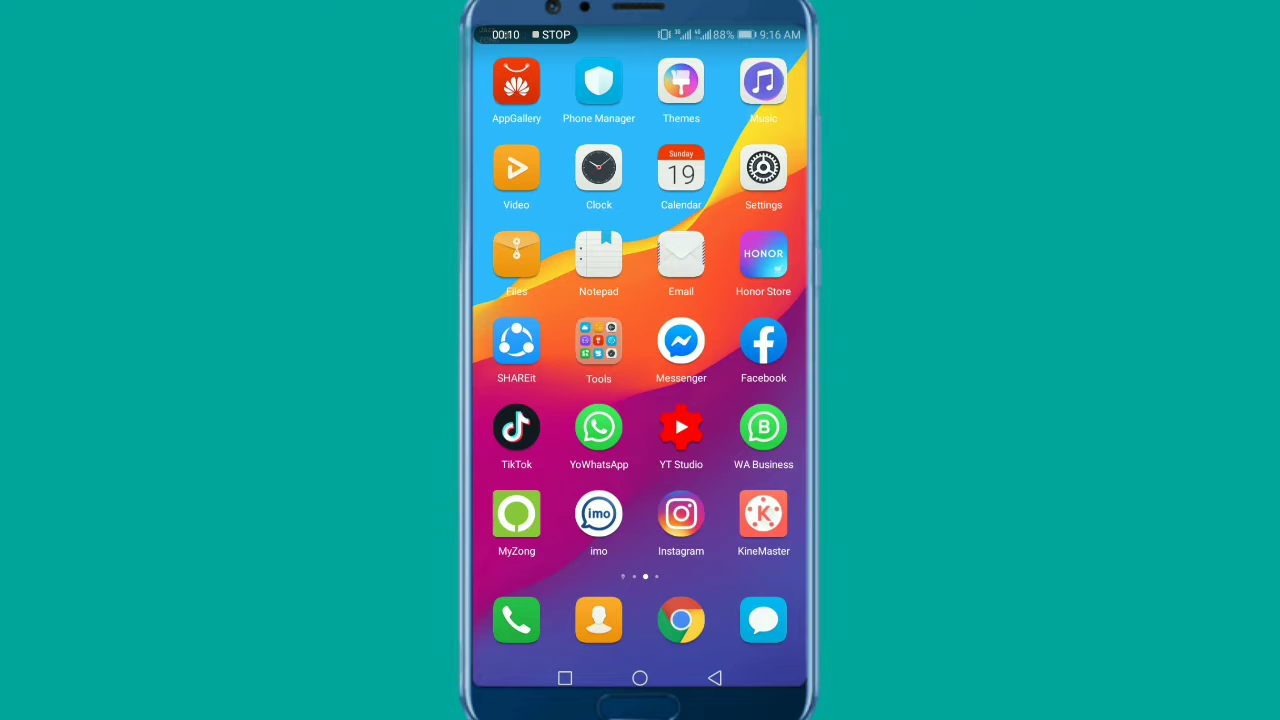 00:10 STOP 88% 9:16 AM
AppGallery Phone Manager Themes Music
Sunday
19
Video Clock Calendar Settings
HONOR
Files Notepad Email Honor Store
SHAREit Tools Messenger Facebook
B
TikTok YoWhatsApp YT Studio WA Business
imo K
MyZong imo Instagram KineMaster